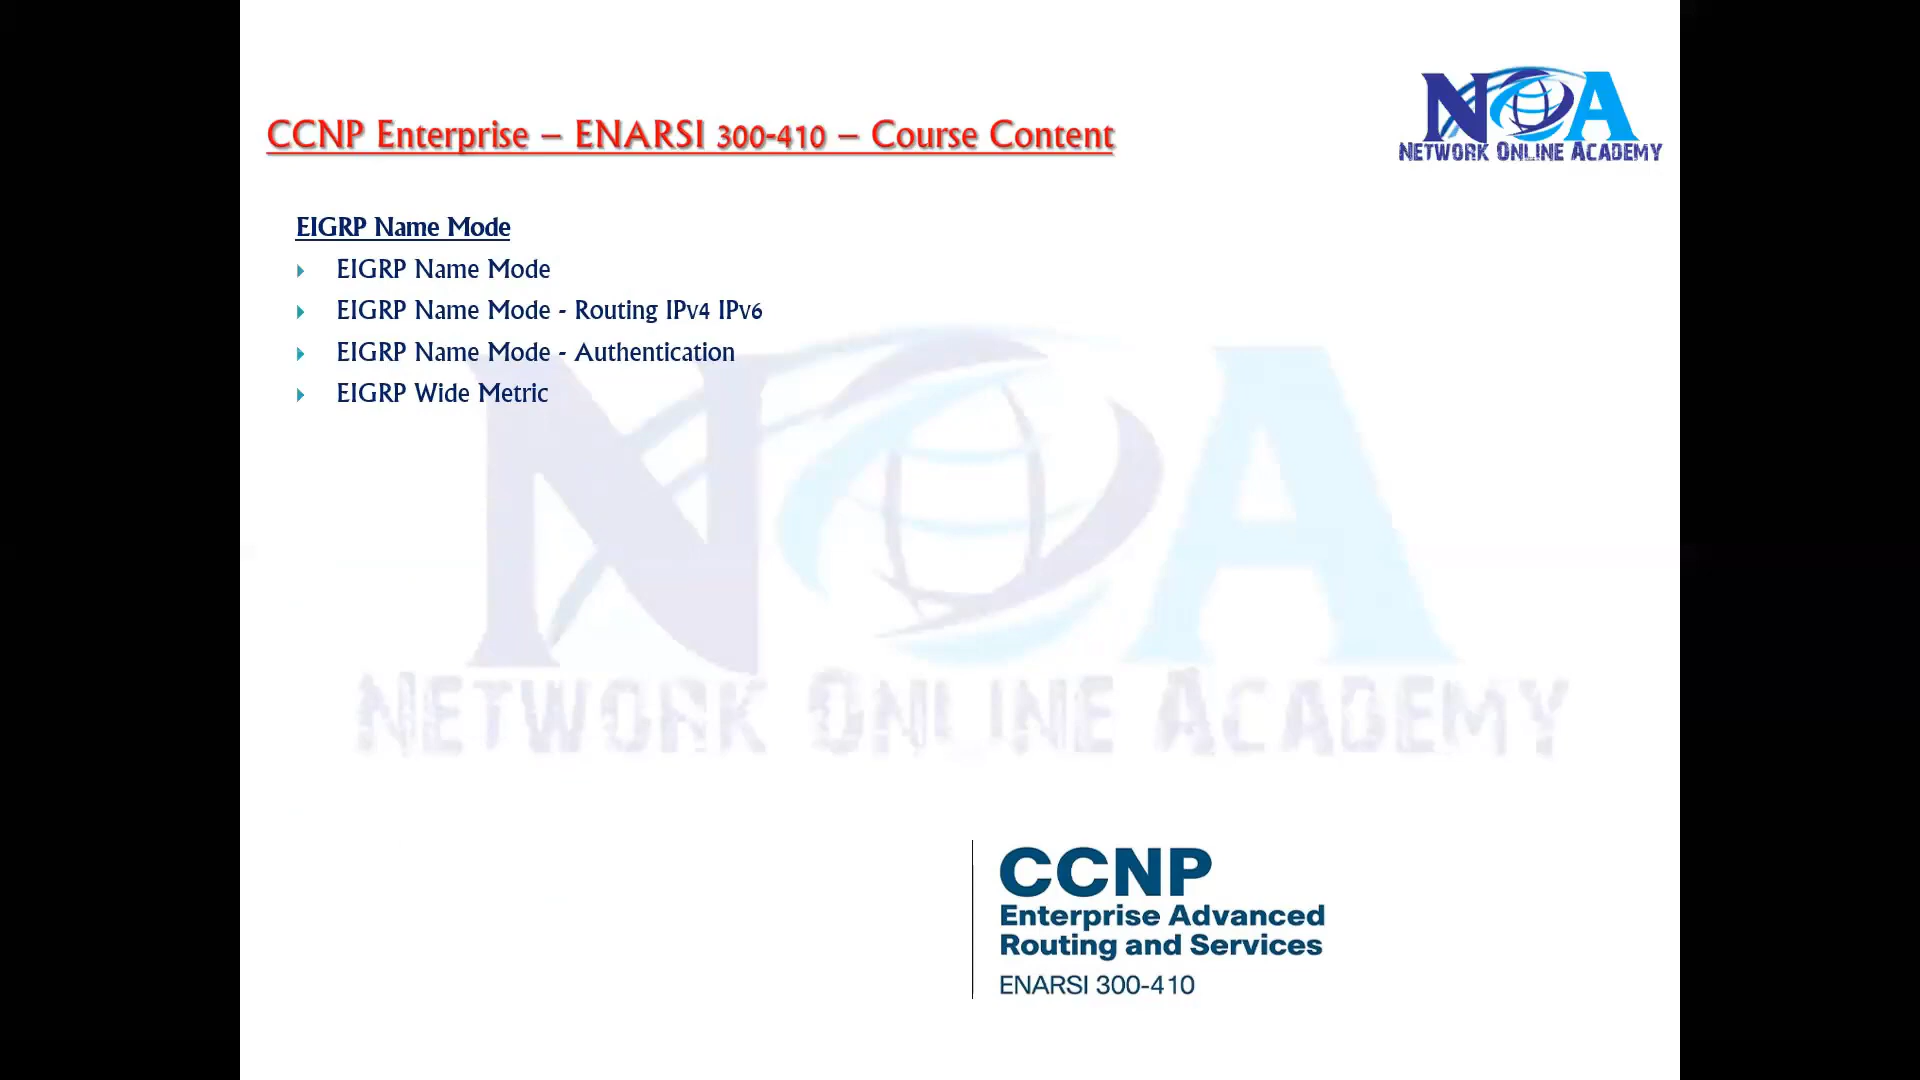 CCNP Enterprise – ENARSI 300-410 – Course Content
NOA
NETWORK ONLINE ACADEMY
EIGRP Name Mode
EIGRP Name Mode
EIGRP Name Mode - Routing IPv4 IPv6
EIGRP Name Mode - Authentication
EIGRP Wide Metric
NOA
NETWORK ONLINE ACADEMY
CCNP
Enterprise Advanced
Routing and Services
ENARSI 300-410